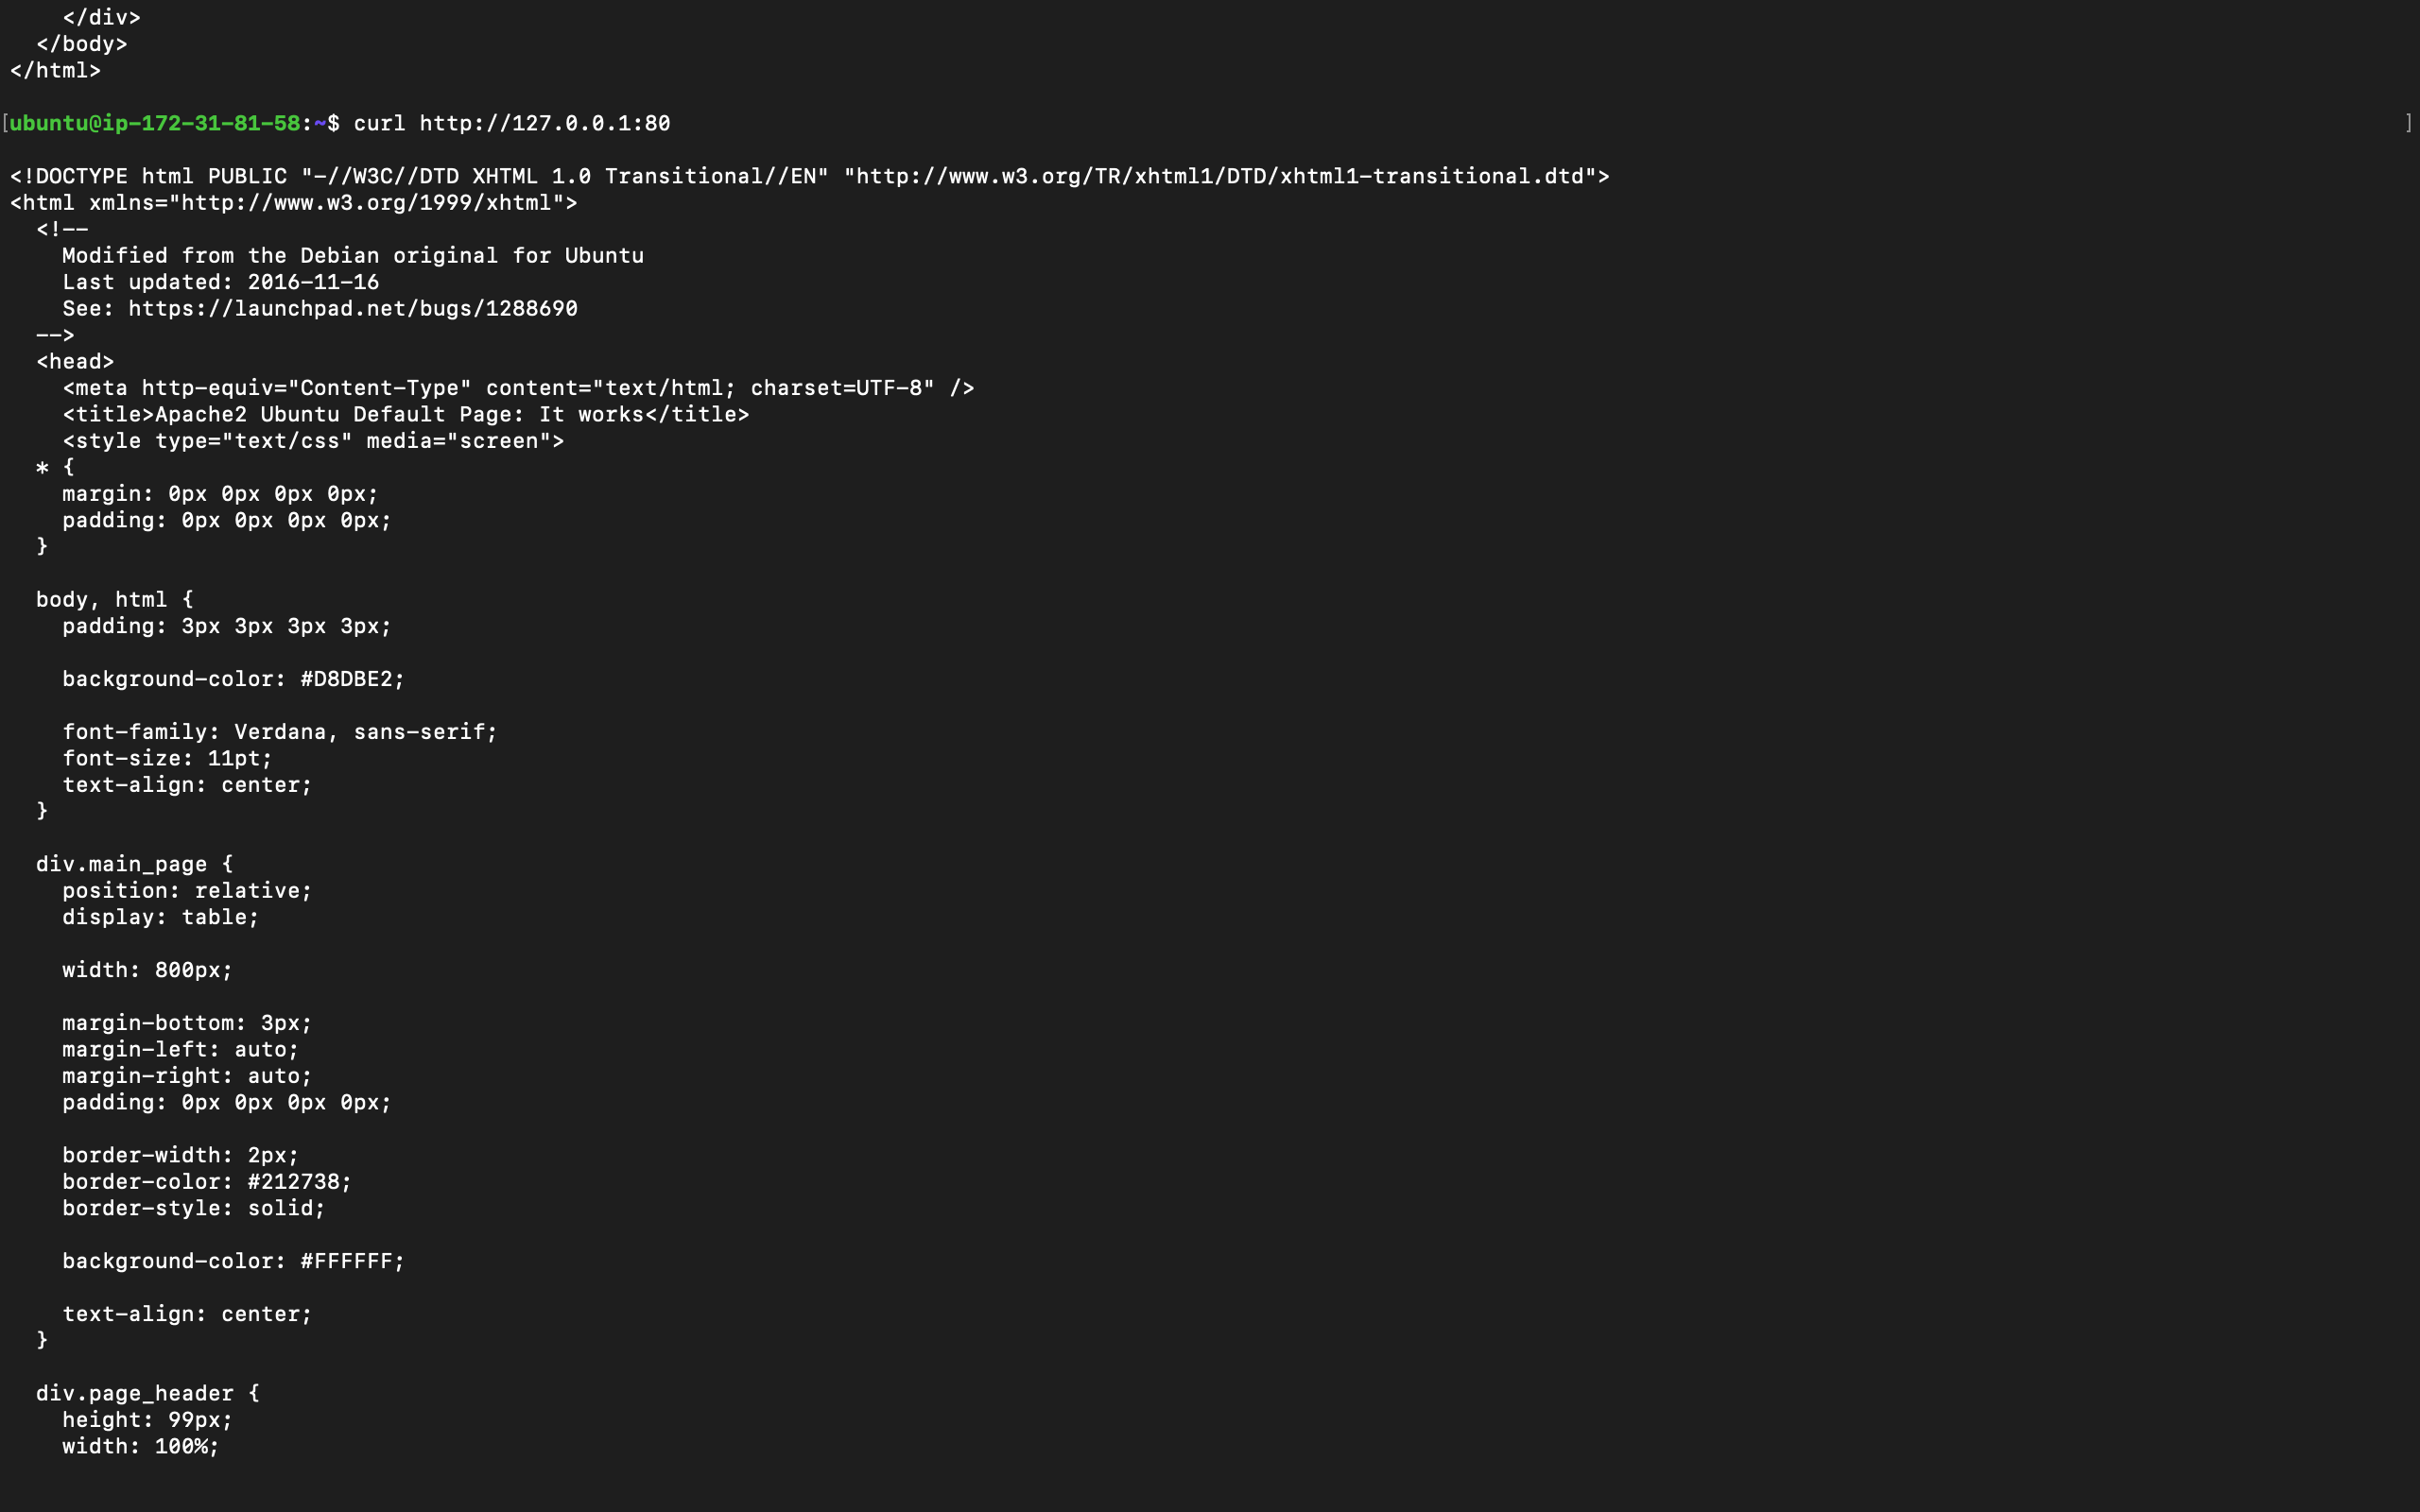 </div>
  </body>
</html>
[ubuntu@ip-172-31-81-58:~$ curl http://127.0.0.1:80 ]
<!DOCTYPE html PUBLIC "-//W3C//DTD XHTML 1.0 Transitional//EN" "http://www.w3.org/TR/xhtml1/DTD/xhtml1-transitional.dtd">
<html xmlns="http://www.w3.org/1999/xhtml">
  <!--
    Modified from the Debian original for Ubuntu
    Last updated: 2016-11-16
    See: https://launchpad.net/bugs/1288690
  -->
  <head>
    <meta http-equiv="Content-Type" content="text/html; charset=UTF-8" />
    <title>Apache2 Ubuntu Default Page: It works</title>
    <style type="text/css" media="screen">
  * {
    margin: 0px 0px 0px 0px;
    padding: 0px 0px 0px 0px;
  }

  body, html {
    padding: 3px 3px 3px 3px;

    background-color: #D8DBE2;

    font-family: Verdana, sans-serif;
    font-size: 11pt;
    text-align: center;
  }

  div.main_page {
    position: relative;
    display: table;

    width: 800px;

    margin-bottom: 3px;
    margin-left: auto;
    margin-right: auto;
    padding: 0px 0px 0px 0px;

    border-width: 2px;
    border-color: #212738;
    border-style: solid;

    background-color: #FFFFFF;

    text-align: center;
  }

  div.page_header {
    height: 99px;
    width: 100%;